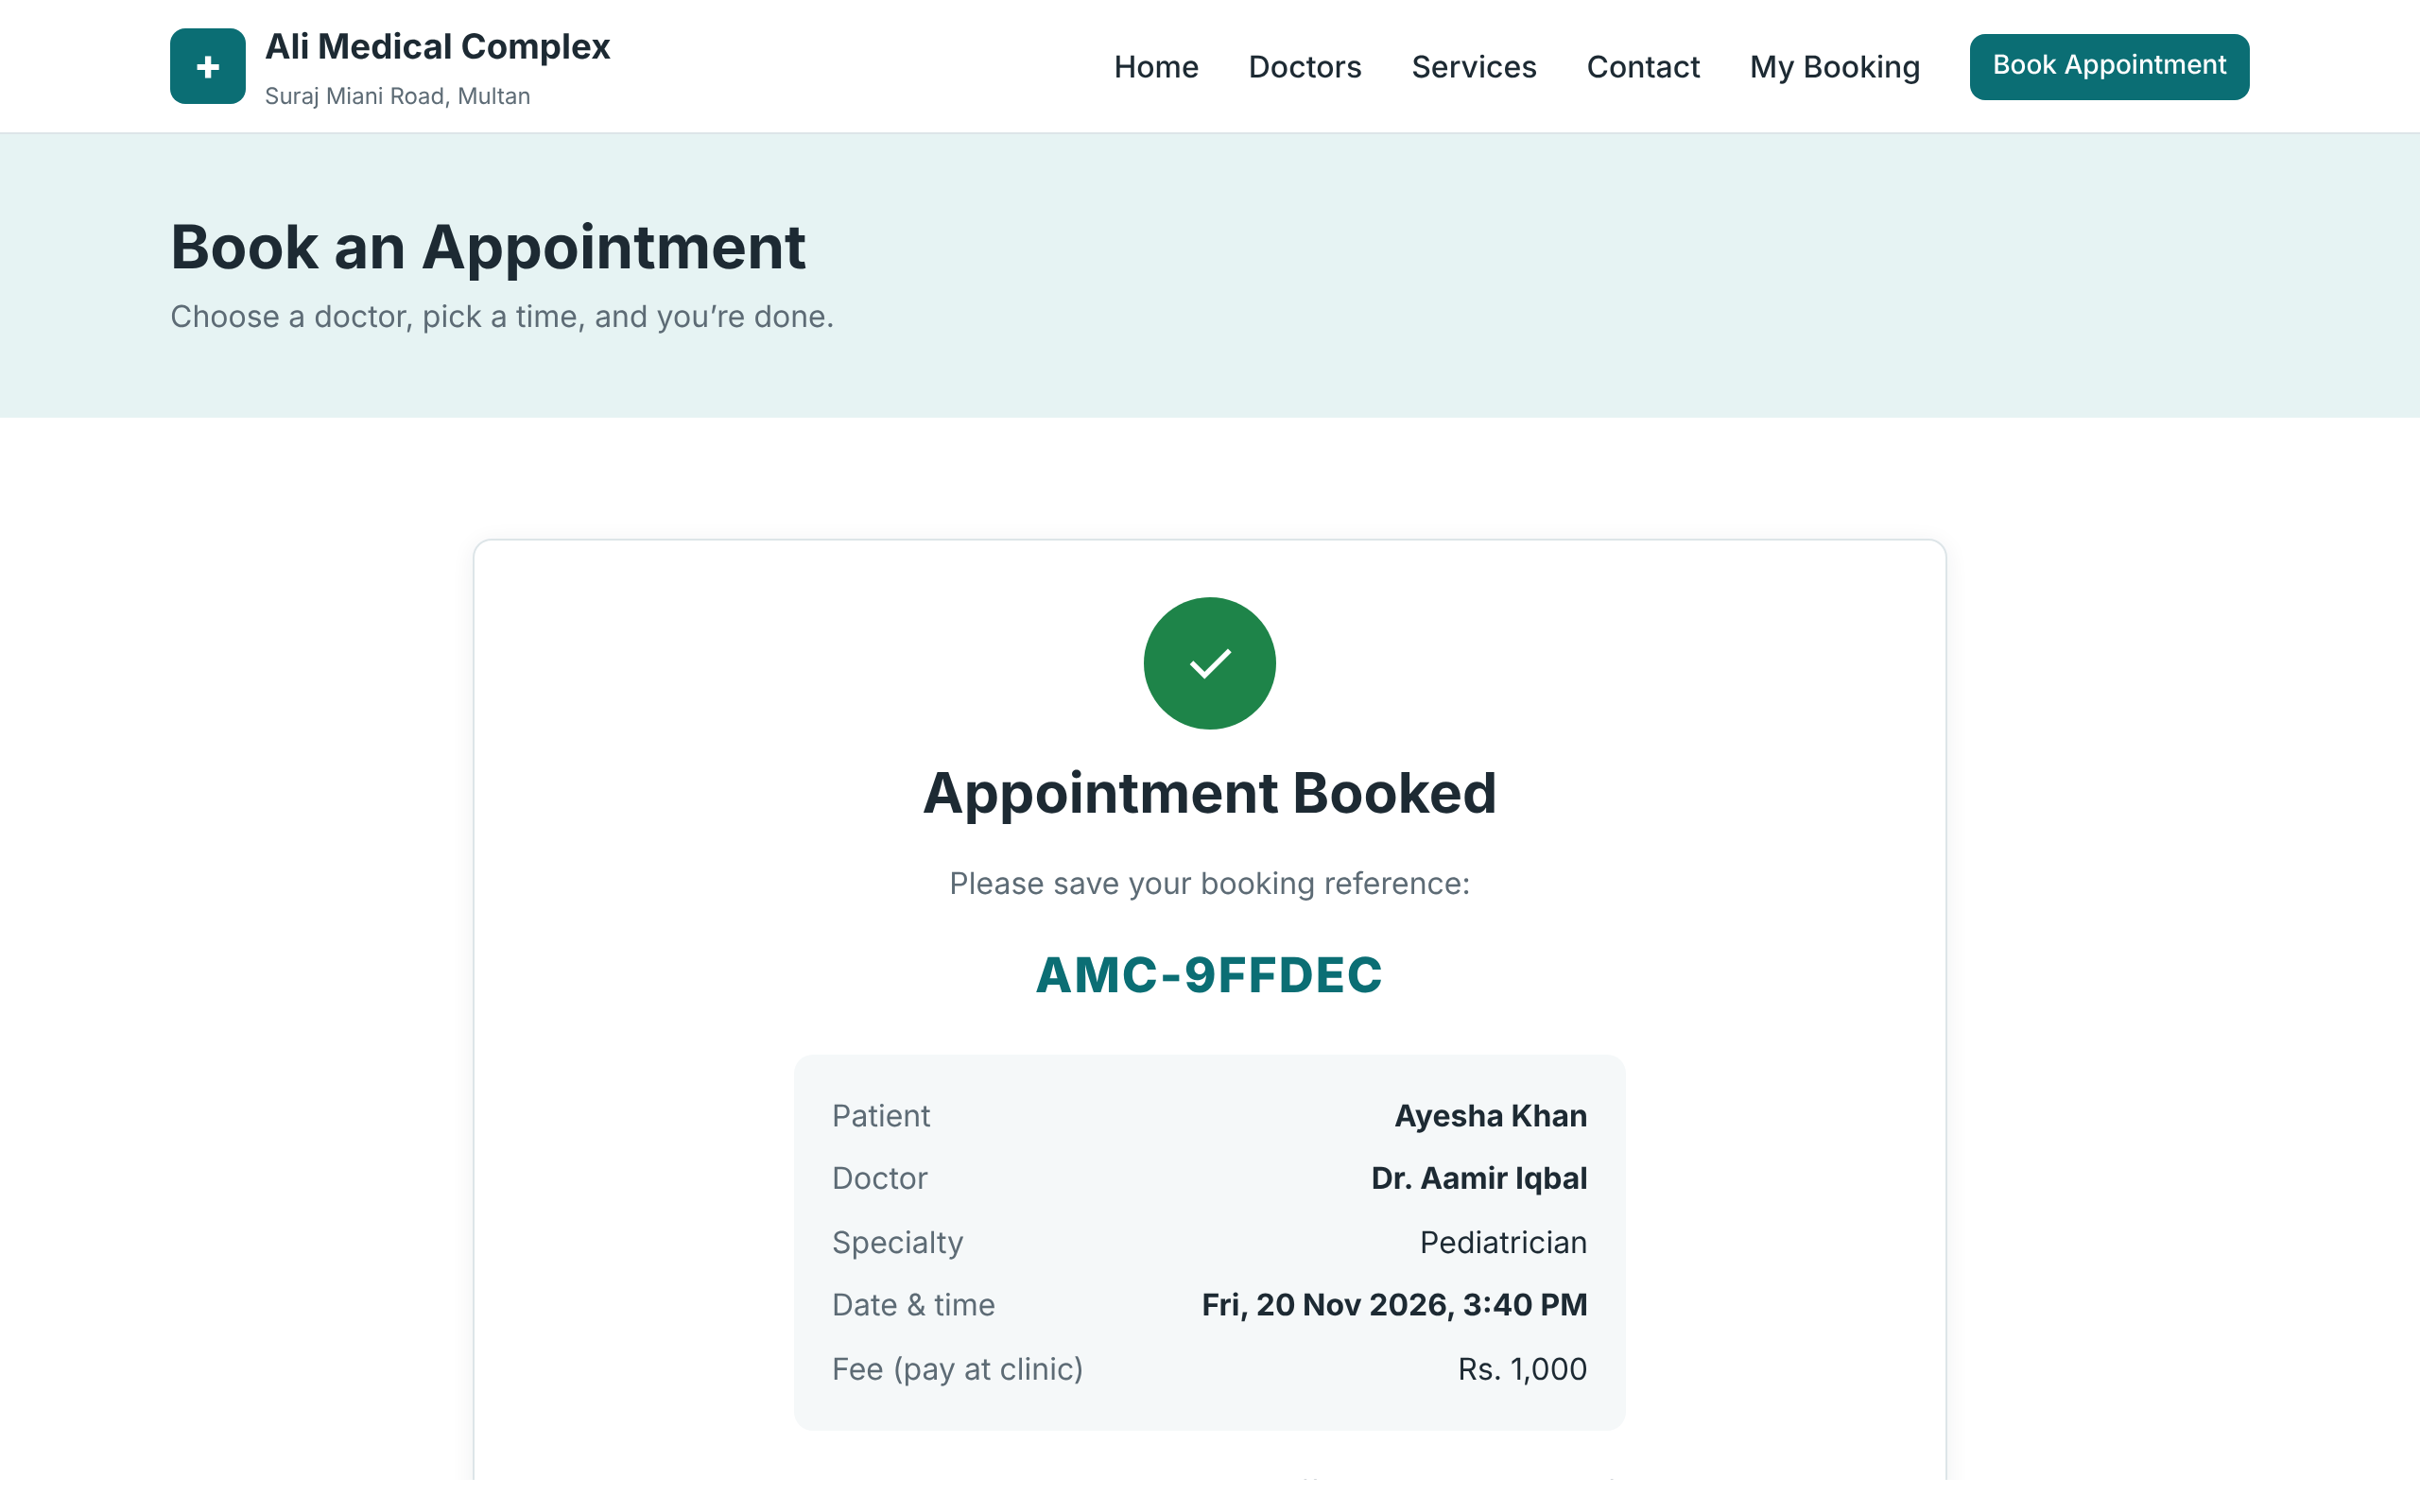 Ali Medical Complex
Suraj Miani Road, Multan
Home Doctors Services Contact My Booking Book Appointment
Book an Appointment
Choose a doctor, pick a time, and you’re done.
Appointment Booked
Please save your booking reference:
AMC-9FFDEC
Patient Ayesha Khan
Doctor Dr. Aamir Iqbal
Specialty Pediatrician
Date & time Fri, 20 Nov 2026, 3:40 PM
Fee (pay at clinic) Rs. 1,000